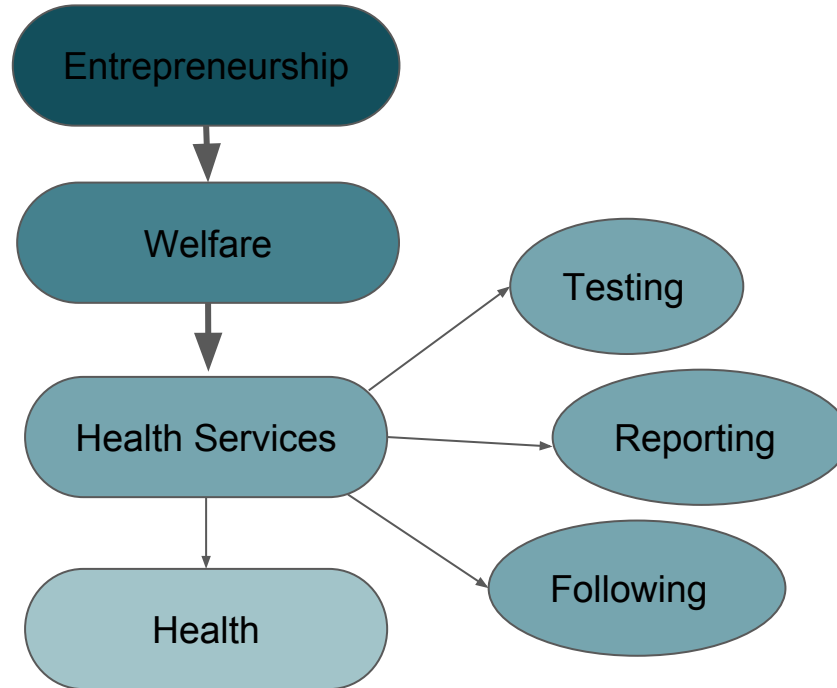 Entrepreneurship
Welfare
Testing
Health Services
Reporting
Following
Health